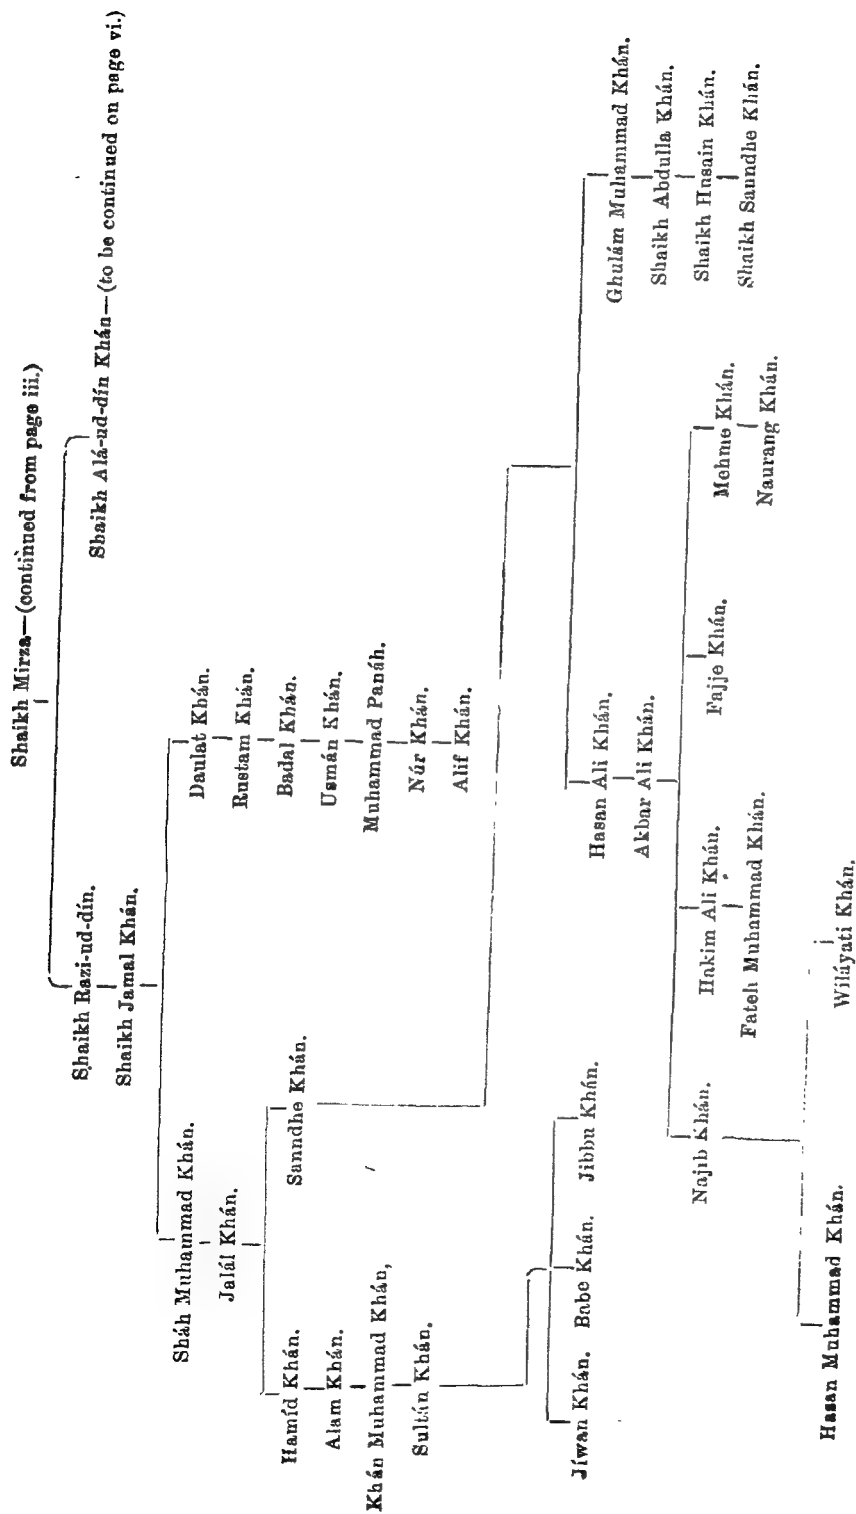 Shaikh Mirza—(continued from page iii.)
Shaikh Razi-ud-dín. Shaikh Alá-ud-dín Khán—(to be continued on page vi.)
Shaikh Jamal Khán.
Sháh Muhammad Khán. Daulat Khán.
Jalál Khán. Rustam Khán.
Hamíd Khán. Sanndhe Khán. Badal Khán.
Alam Khán. Usmán Khán.
Khán Muhammad Khán, Muhammad Panáh.
Sultán Khán. Núr Khán.
Alif Khán.
Jíwan Khán. Babe Khán. Jibbu Khán. Hasan Ali Khán. Ghulám Muhammad Khán.
Akbar Ali Khán. Shaikh Abdulla Khán.
Shaikh Husain Khán.
Najíb Khán. Hakim Ali Khán. Fajje Khán. Mehme Khán. Shaikh Saundhe Khán.
Fateh Muhammad Khán. Naurang Khán.
Hasan Muhammad Khán. Wiláyati Khán.